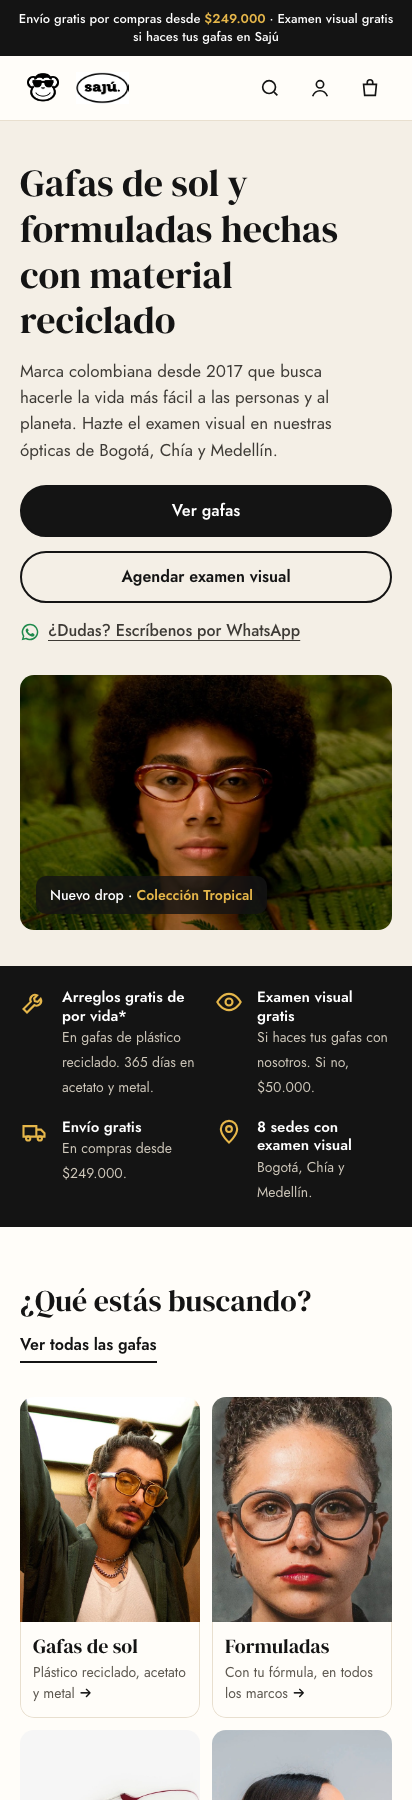 Envío gratis por compras desde $249.000 · Examen visual gratis
si haces tus gafas en Sajú
sajú.
Gafas de sol y
formuladas hechas
con material
reciclado
Marca colombiana desde 2017 que busca
hacerle la vida más fácil a las personas y al
planeta. Hazte el examen visual en nuestras
ópticas de Bogotá, Chía y Medellín.
Ver gafas
Agendar examen visual
¿Dudas? Escríbenos por WhatsApp
Nuevo drop · Colección Tropical
Arreglos gratis de
por vida*
En gafas de plástico
reciclado. 365 días en
acetato y metal.
Examen visual
gratis
Si haces tus gafas con
nosotros. Si no,
$50.000.
Envío gratis
En compras desde
$249.000.
8 sedes con
examen visual
Bogotá, Chía y
Medellín.
¿Qué estás buscando?
Ver todas las gafas
Gafas de sol
Plástico reciclado, acetato
y metal →
Formuladas
Con tu fórmula, en todos
los marcos →